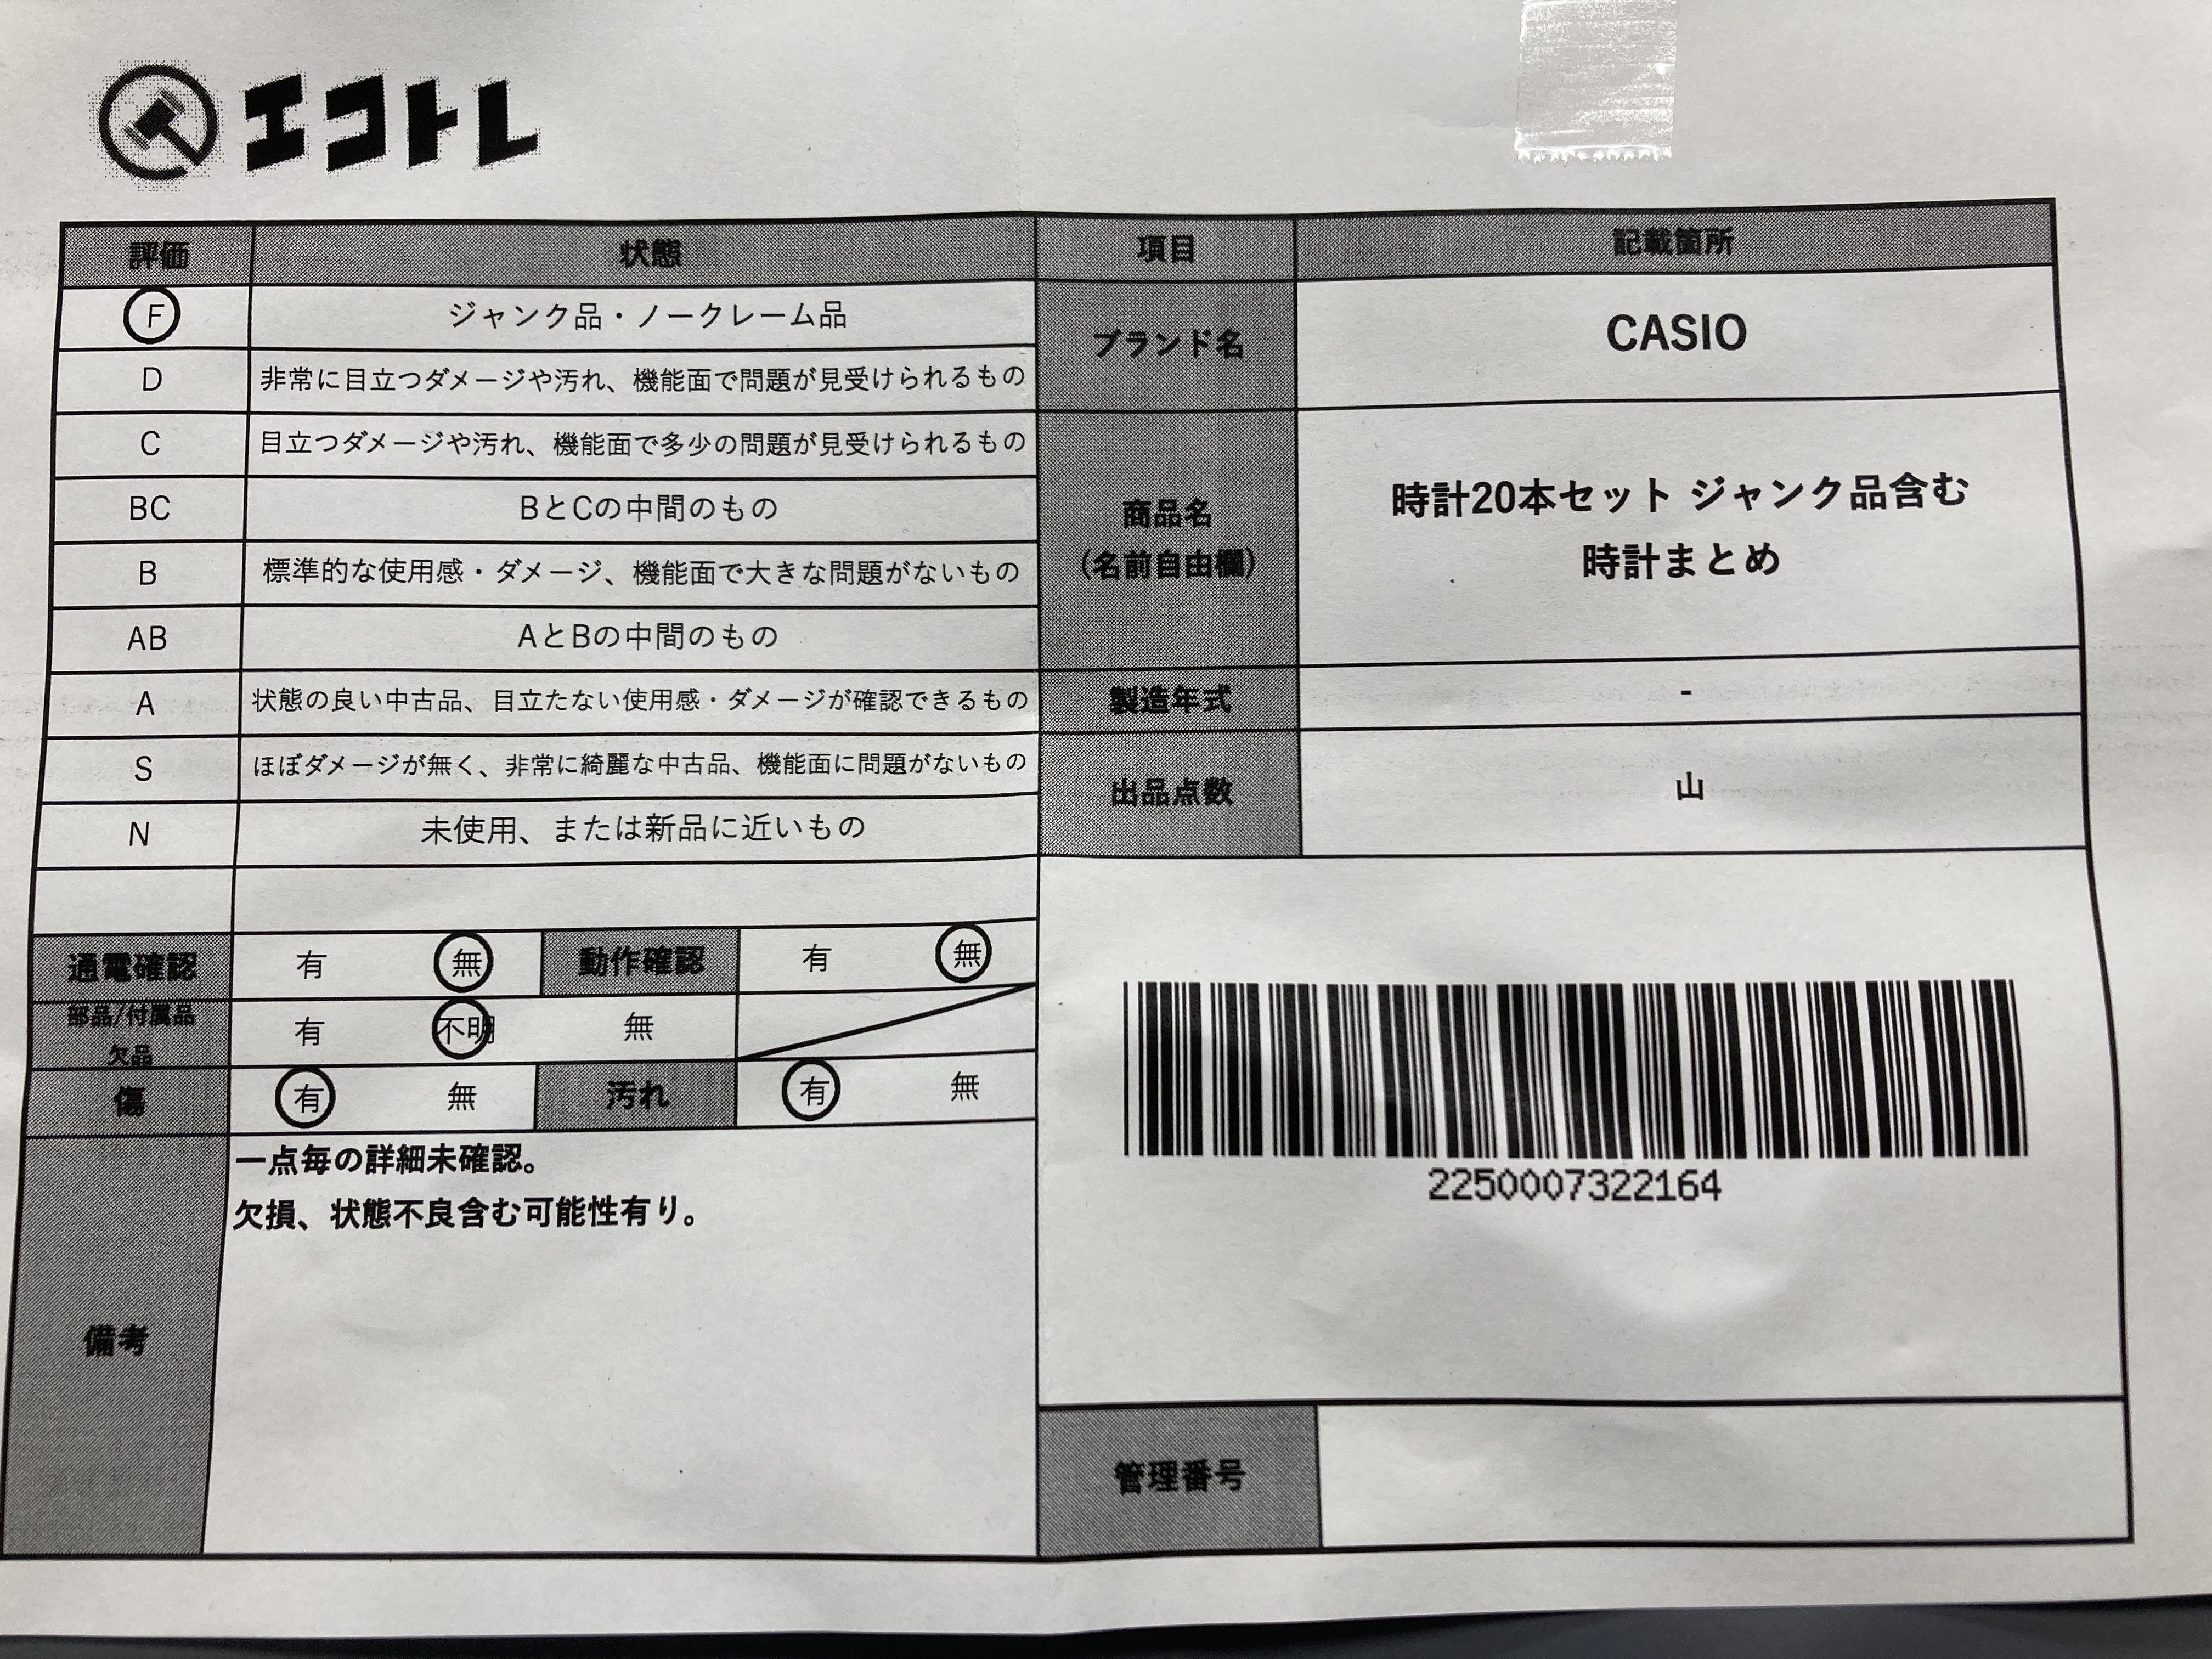 エコトレ
評価 状態
F ジャンク品・ノークレーム品
D 非常に目立つダメージや汚れ、機能面で問題が見受けられるもの
C 目立つダメージや汚れ、機能面で多少の問題が見受けられるもの
BC BとCの中間のもの
B 標準的な使用感・ダメージ、機能面で大きな問題がないもの
AB AとBの中間のもの
A 状態の良い中古品、目立たない使用感・ダメージが確認できるもの
S ほぼダメージが無く、非常に綺麗な中古品、機能面に問題がないもの
N 未使用、または新品に近いもの
通電確認 有 無 動作確認 有 無
部品/付属品
欠品 有 不明 無
傷 有 無 汚れ 有 無
備考
一点毎の詳細未確認。
欠損、状態不良含む可能性有り。
項目 記載箇所
ブランド名 CASIO
商品名
(名前自由欄)
時計20本セット ジャンク品含む
時計まとめ
製造年式 -
出品点数 山
2250007322164
管理番号